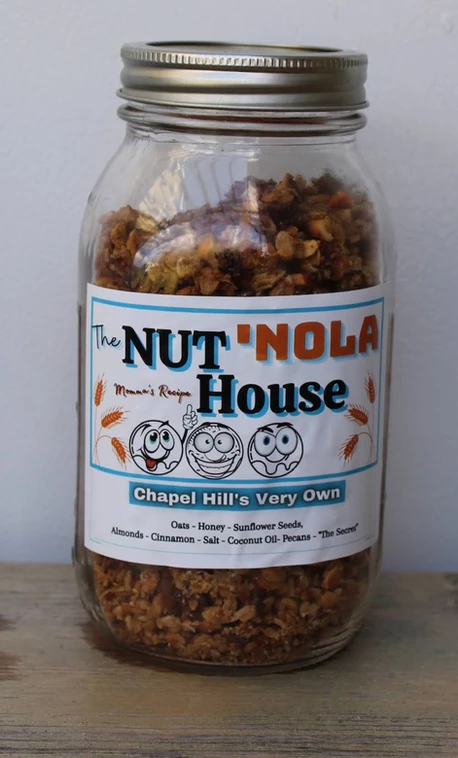 The NUT 'NOLA
Momma's Recipe House
Chapel Hill's Very Own
Oats - Honey - Sunflower Seeds,
Almonds - Cinnamon - Salt - Coconut Oil- Pecans - "The Secret"